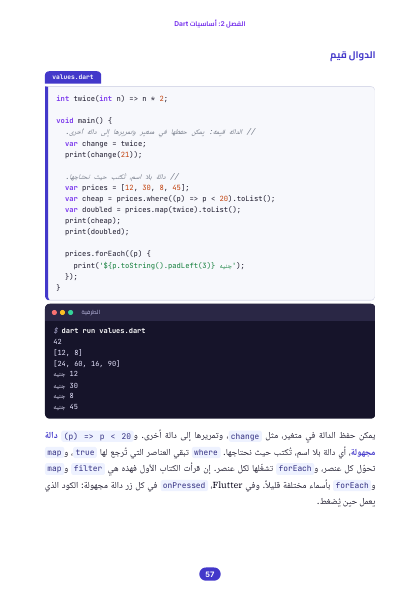 الفصل 2: أساسيات Dart
الدوال قيم
values.dart
int twice(int n) => n * 2;
void main() {
// الدالة قيمة: يمكن حفظها في متغير وتمريرها إلى دالة أخرى.
var change = twice;
print(change(21));
// دالة بلا اسم، تُكتب حيث نحتاجها.
var prices = [12, 30, 8, 45];
var cheap = prices.where((p) => p < 20).toList();
var doubled = prices.map(twice).toList();
print(cheap);
print(doubled);
prices.forEach((p) {
print('${p.toString().padLeft(3)} جنيه');
});
}
الطرفية
$ dart run values.dart
42
[12, 8]
[24, 60, 16, 90]
12 جنيه
30 جنيه
8 جنيه
45 جنيه
يمكن حفظ الدالة في متغير، مثل change، وتمريرها إلى دالة أخرى. و (p) => p < 20 دالة
مجهولة، أي دالة بلا اسم، تُكتب حيث نحتاجها. where تبقي العناصر التي تُرجع لها true، و map
تحوّل كل عنصر، و forEach تشغّلها لكل عنصر. إن قرأت الكتاب الأول فهذه هي filter و map
و forEach بأسماء مختلفة قليلاً. وفي Flutter، onPressed في كل زر دالة مجهولة: الكود الذي
يعمل حين يُضغط.
57